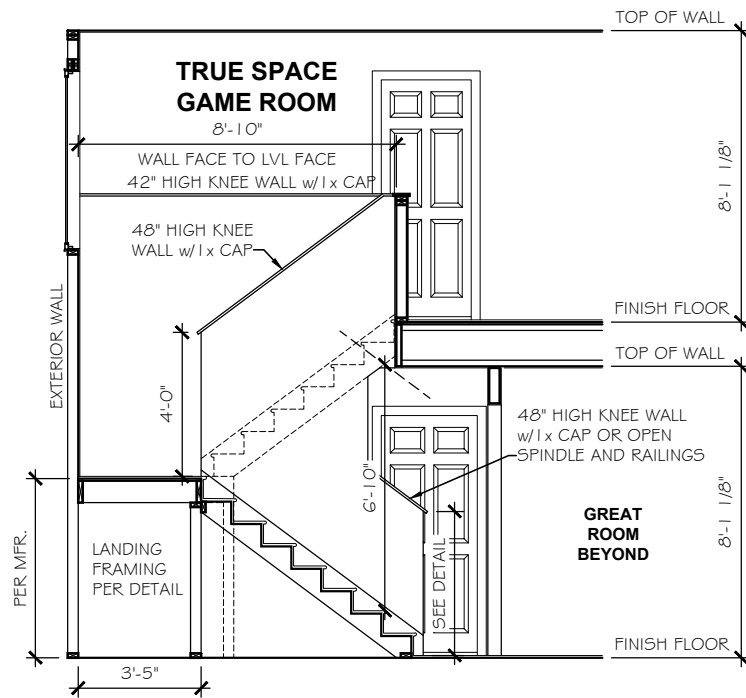 TOP OF WALL
TRUE SPACE
GAME ROOM
8'-10"
WALL FACE TO LVL FACE
42" HIGH KNEE WALL w/1x CAP
48" HIGH KNEE
WALL w/1x CAP
8'-1 1/8"
EXTERIOR WALL
FINISH FLOOR
TOP OF WALL
4'-0"
48" HIGH KNEE WALL
w/1x CAP OR OPEN
SPINDLE AND RAILINGS
6'-10"
GREAT
ROOM
BEYOND
8'-1 1/8"
PER MFR.
LANDING
FRAMING
PER DETAIL
SEE DETAIL
FINISH FLOOR
3'-5"